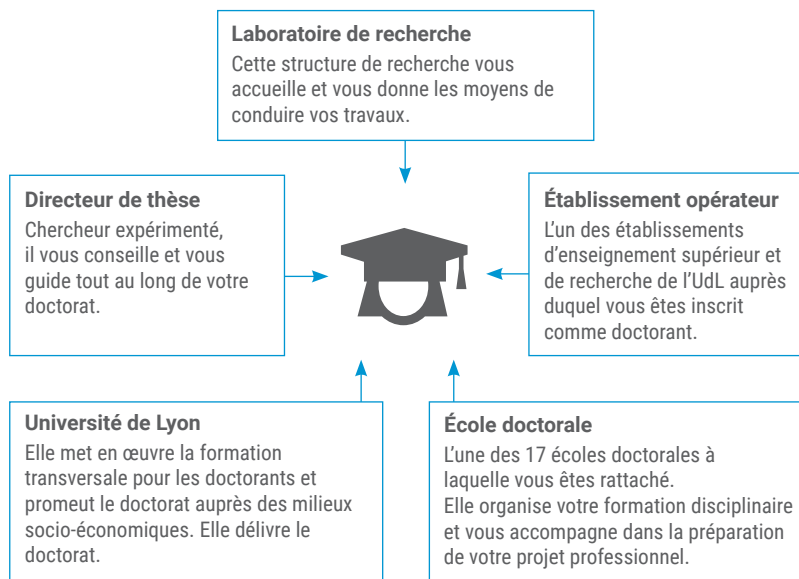 Laboratoire de recherche
Cette structure de recherche vous
accueille et vous donne les moyens de
conduire vos travaux.
Directeur de thèse
Chercheur expérimenté,
il vous conseille et vous
guide tout au long de votre
doctorat.
Établissement opérateur
L’un des établissements
d’enseignement supérieur et
de recherche de l’UdL auprès
duquel vous êtes inscrit
comme doctorant.
Université de Lyon
Elle met en œuvre la formation
transversale pour les doctorants et
promeut le doctorat auprès des milieux
socio-économiques. Elle délivre le
doctorat.
École doctorale
L’une des 17 écoles doctorales à
laquelle vous êtes rattaché.
Elle organise votre formation disciplinaire
et vous accompagne dans la préparation
de votre projet professionnel.